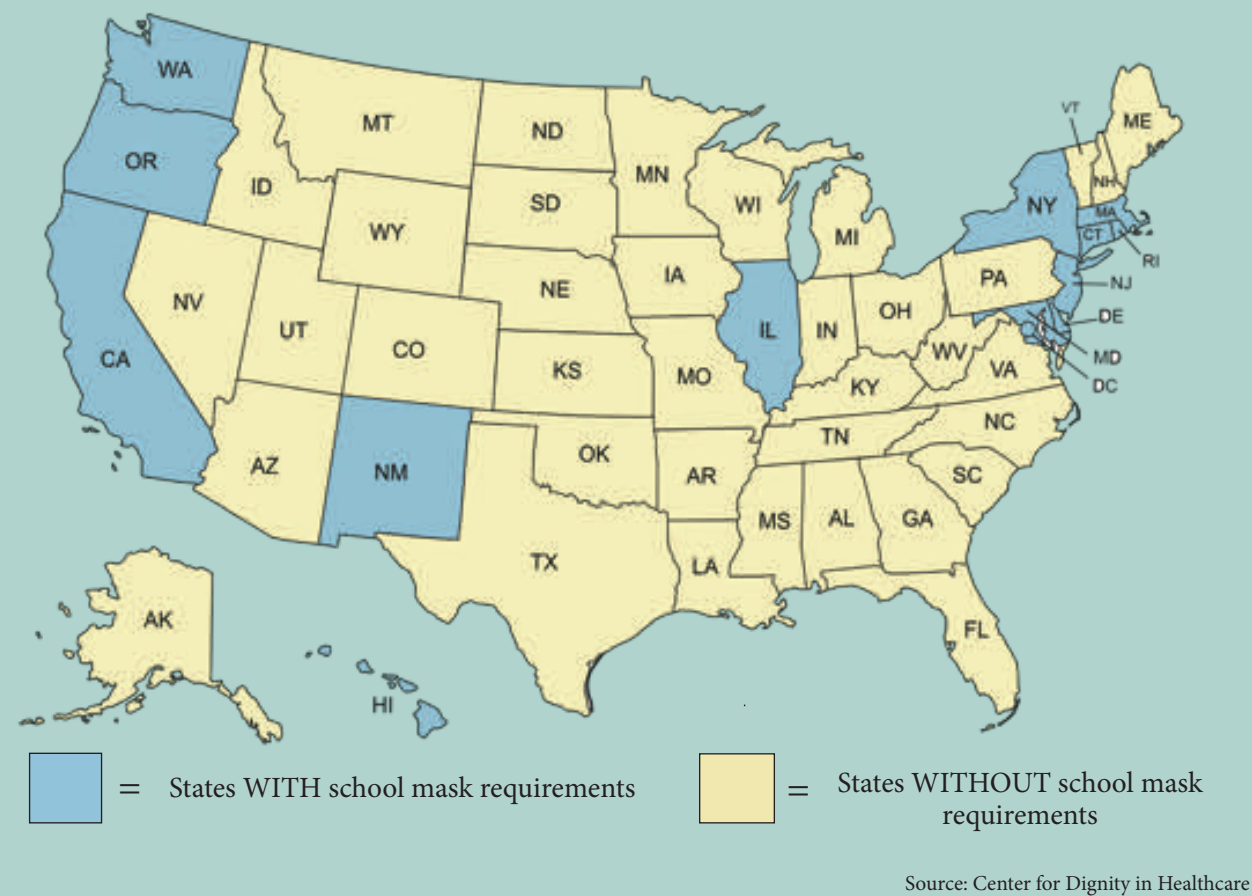 WA
MT
ND
VT
ME
OR
ID
MN
SD
WI
NH
NY
MA
WY
MI
CT
RI
IA
PA
NJ
NV
NE
OH
DE
UT
IL
IN
CO
WV
MD
CA
KS
VA
DC
MO
KY
NC
AZ
NM
OK
TN
AR
SC
MS
AL
GA
TX
LA
AK
FL
HI
= States WITH school mask requirements
= States WITHOUT school mask
requirements
Source: Center for Dignity in Healthcare